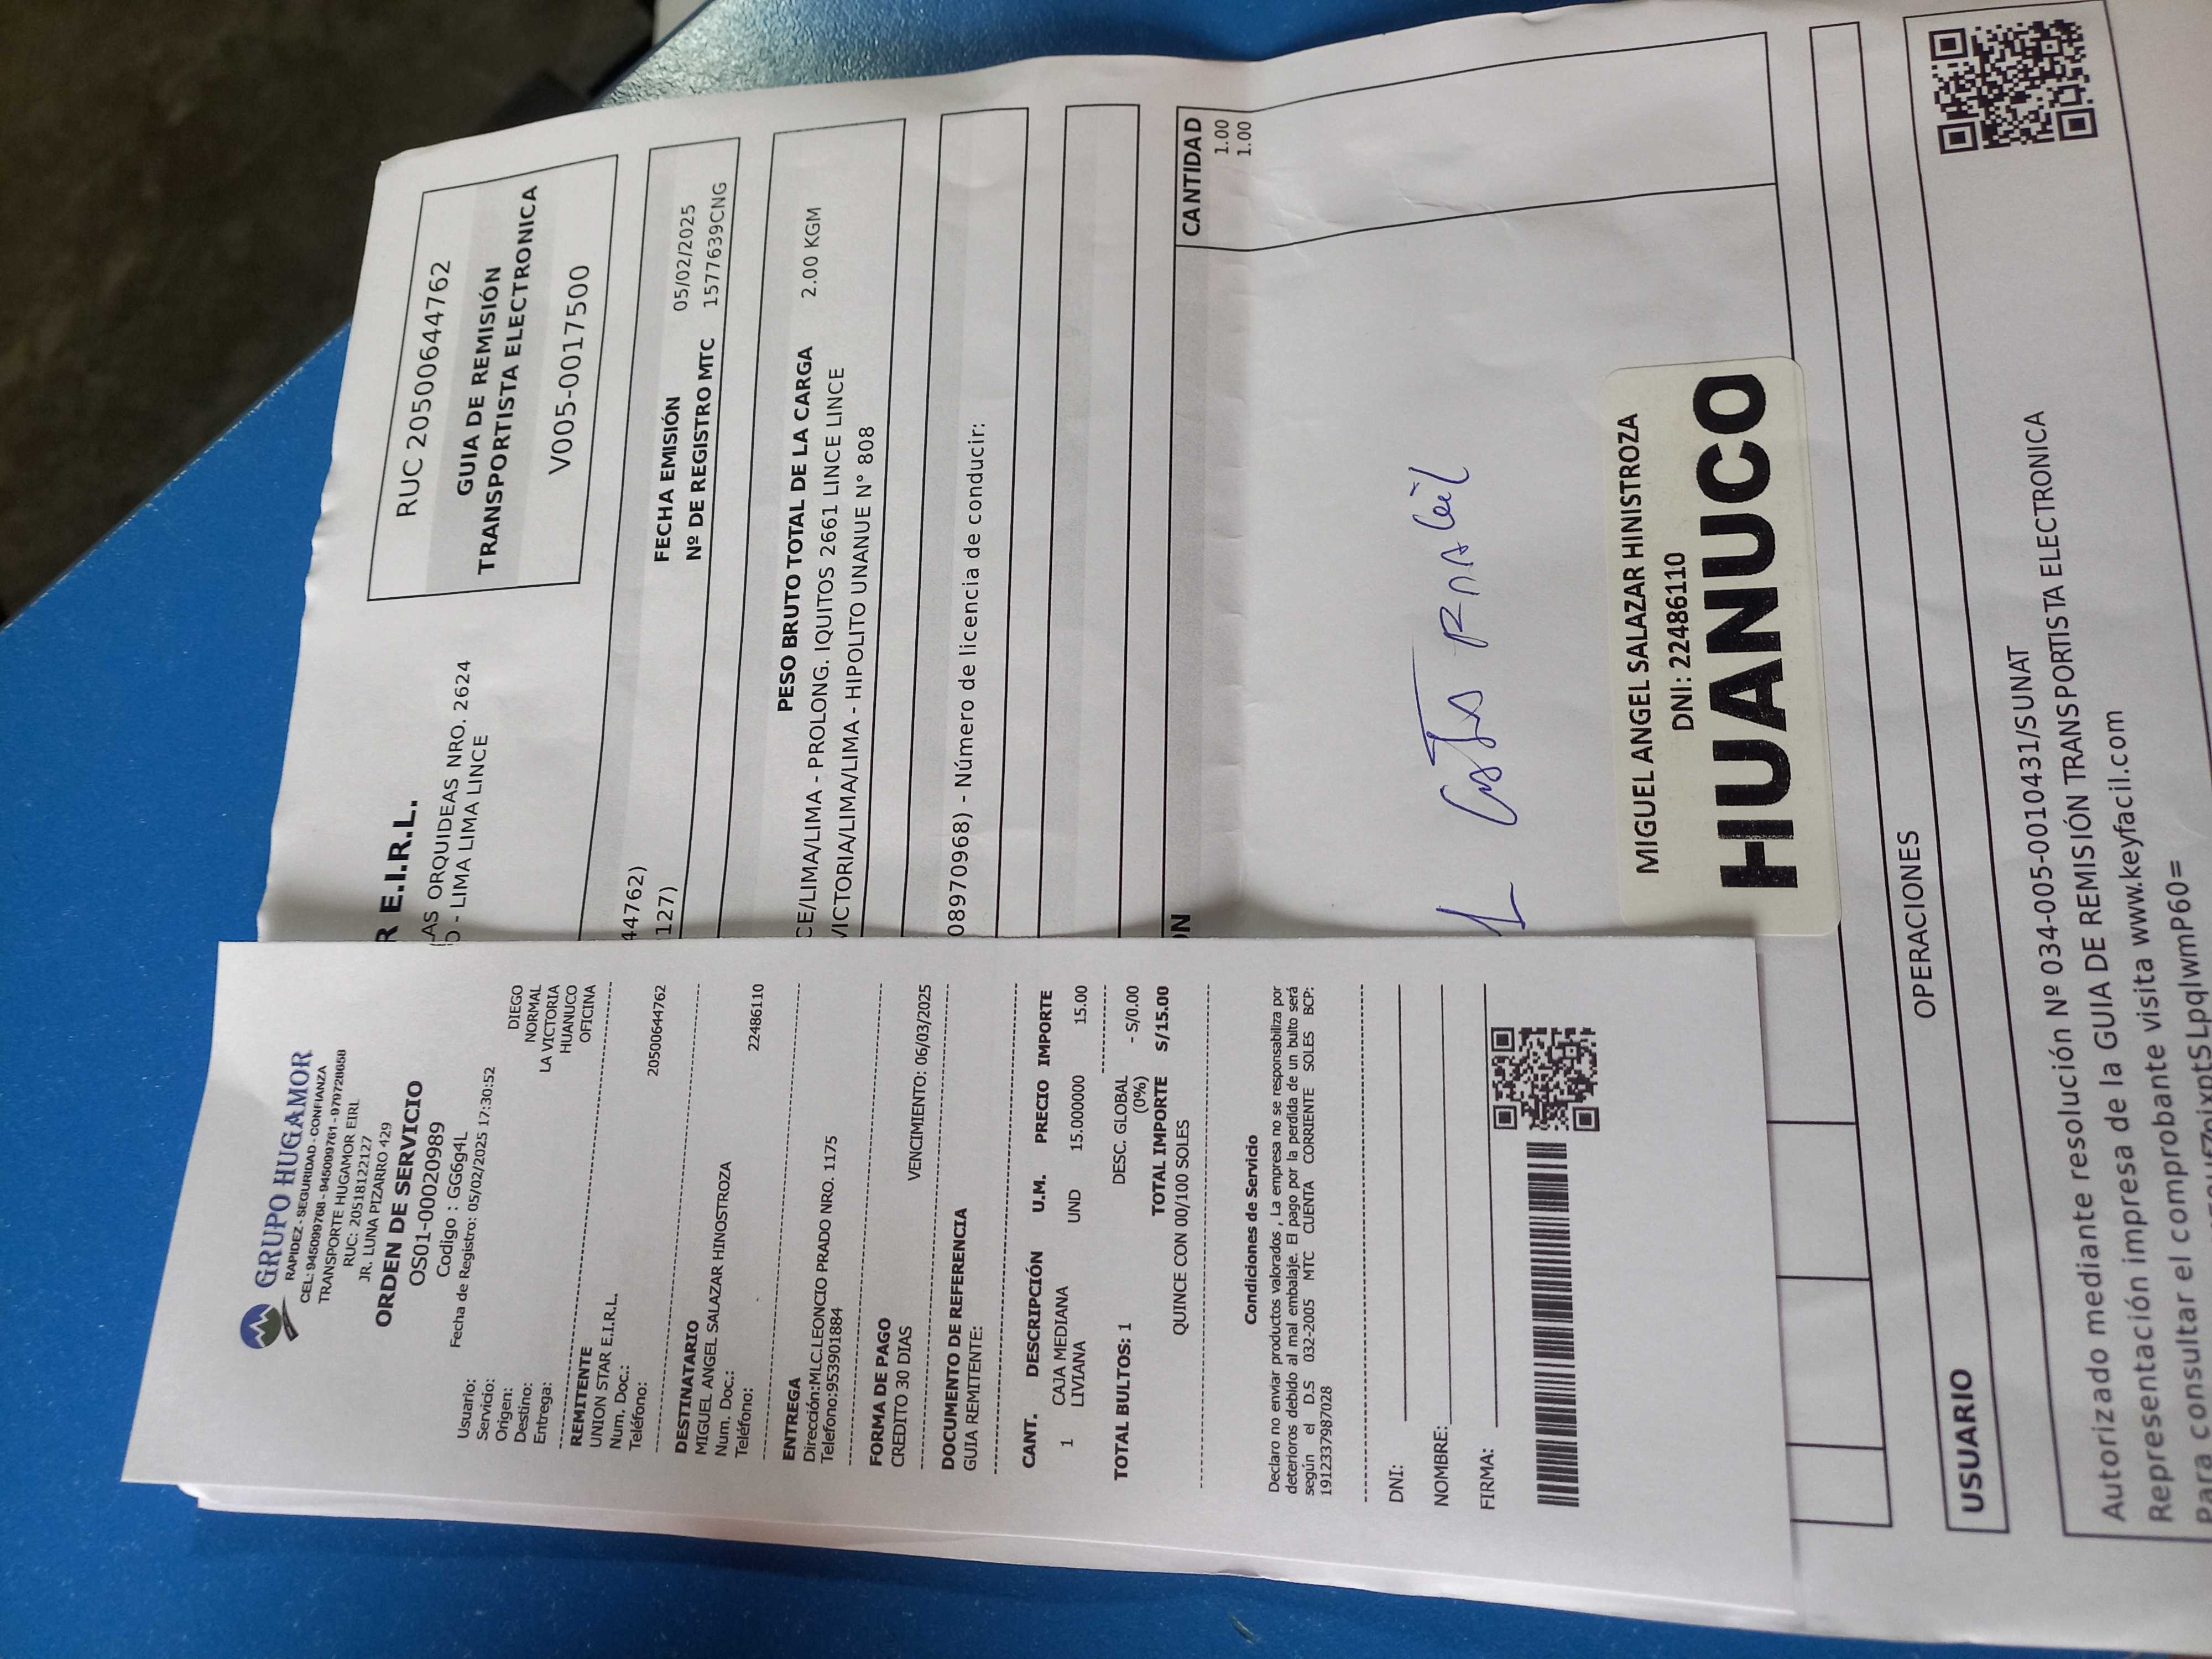 GRUPO HUGAMOR
RAPIDEZ - SEGURIDAD - CONFIANZA
CEL: 945099768 - 945099761 - 979728658
TRANSPORTE HUGAMOR EIRL
RUC: 20518122127
JR. LUNA PIZARRO 429
ORDEN DE SERVICIO
OS01-00020989
Codigo : GG6g4L
Fecha de Registro: 05/02/2025 17:30:52
Usuario: DIEGO
Servicio: NORMAL
Origen: LA VICTORIA
Destino: HUANUCO
Entrega: OFICINA
REMITENTE
UNION STAR E.I.R.L.
Num. Doc.: 20500644762
Teléfono:
DESTINATARIO
MIGUEL ANGEL SALAZAR HINOSTROZA
Num. Doc.: 22486110
Teléfono:
ENTREGA
Dirección:MLC.LEONCIO PRADO NRO. 1175
Telefono:953901884
FORMA DE PAGO
CREDITO 30 DIAS VENCIMIENTO: 06/03/2025
DOCUMENTO DE REFERENCIA
GUIA REMITENTE:
CANT. DESCRIPCIÓN U.M. PRECIO IMPORTE
1 CAJA MEDIANA UND 15.000000 15.00
LIVIANA
TOTAL BULTOS: 1 DESC. GLOBAL - S/0.00
(0%)
TOTAL IMPORTE S/15.00
QUINCE CON 00/100 SOLES
Condiciones de Servicio
Declaro no enviar productos valorados , La empresa no se responsabiliza por
deterioros debido al mal embalaje. El pago por la perdida de un bulto será
según el D.S 032-2005 MTC CUENTA CORRIENTE SOLES BCP:
1912337987028
DNI:
NOMBRE:
FIRMA:
R E.I.R.L.
LAS ORQUIDEAS NRO. 2624
O - LIMA LIMA LINCE
RUC 20500644762
GUIA DE REMISIÓN
TRANSPORTISTA ELECTRONICA
V005-0017500
44762) FECHA EMISIÓN 05/02/2025
127) Nº DE REGISTRO MTC 1577639CNG
PESO BRUTO TOTAL DE LA CARGA 2.00 KGM
CE/LIMA/LIMA - PROLONG. IQUITOS 2661 LINCE LINCE
VICTORIA/LIMA/LIMA - HIPOLITO UNANUE N° 808
08970968) - Número de licencia de conducir:
ÓN CANTIDAD
1.00
1.00
1
MIGUEL ANGEL SALAZAR HINISTROZA
DNI: 22486110
HUANUCO
OPERACIONES
USUARIO
Autorizado mediante resolución Nº 034-005-0010431/SUNAT
Representación impresa de la GUIA DE REMISIÓN TRANSPORTISTA ELECTRONICA
Para consultar el comprobante visita www.keyfacil.com